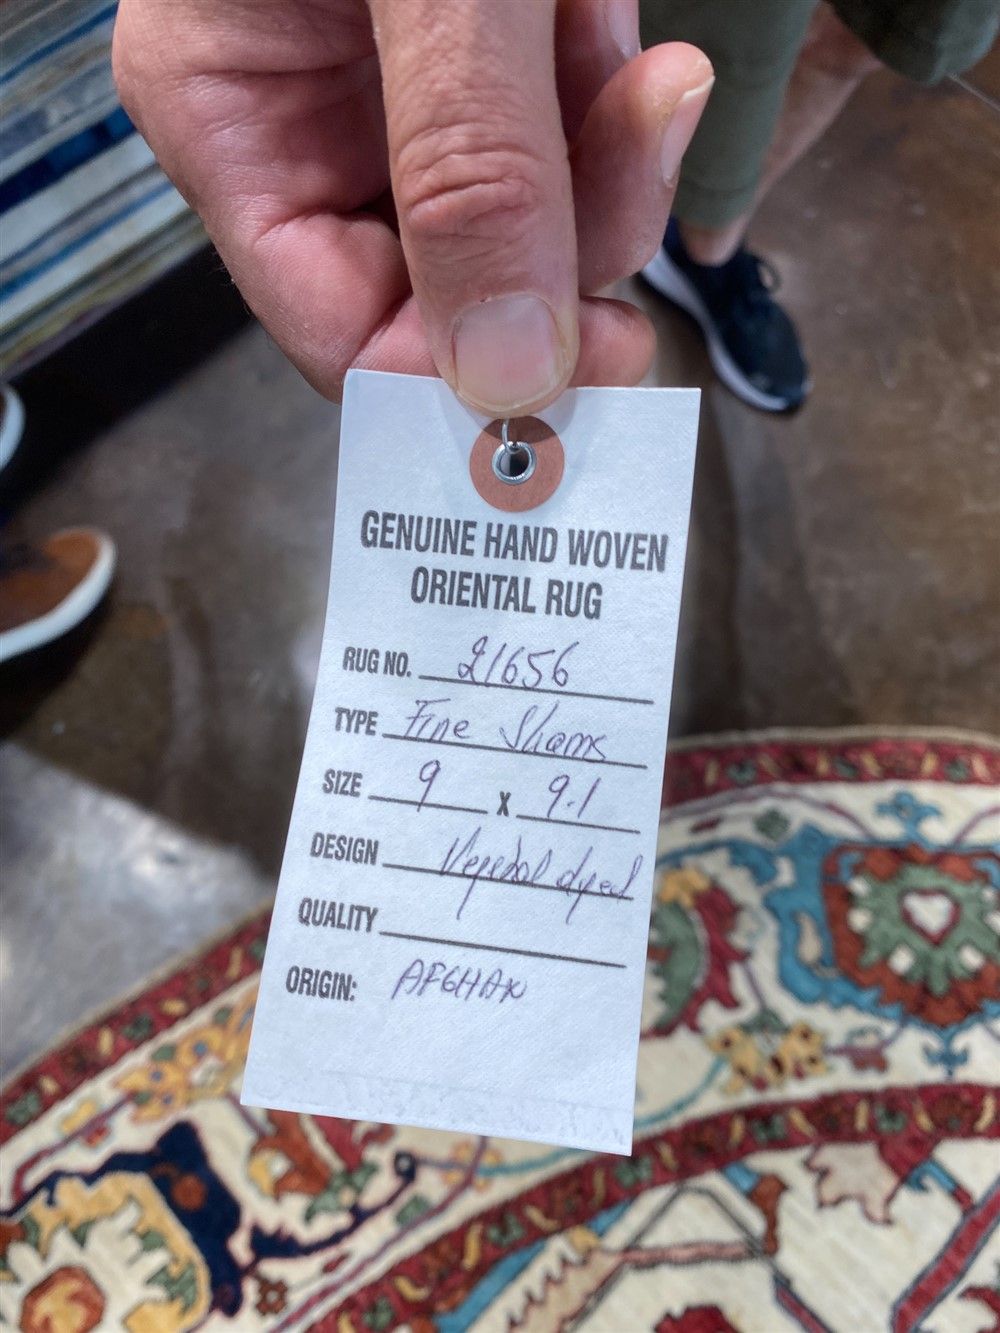 GENUINE HAND WOVEN
ORIENTAL RUG
RUG NO. 21656
TYPE Fine Shams
SIZE 9 x 9.1
DESIGN Vegetal dyed
QUALITY
ORIGIN: AFGHAN